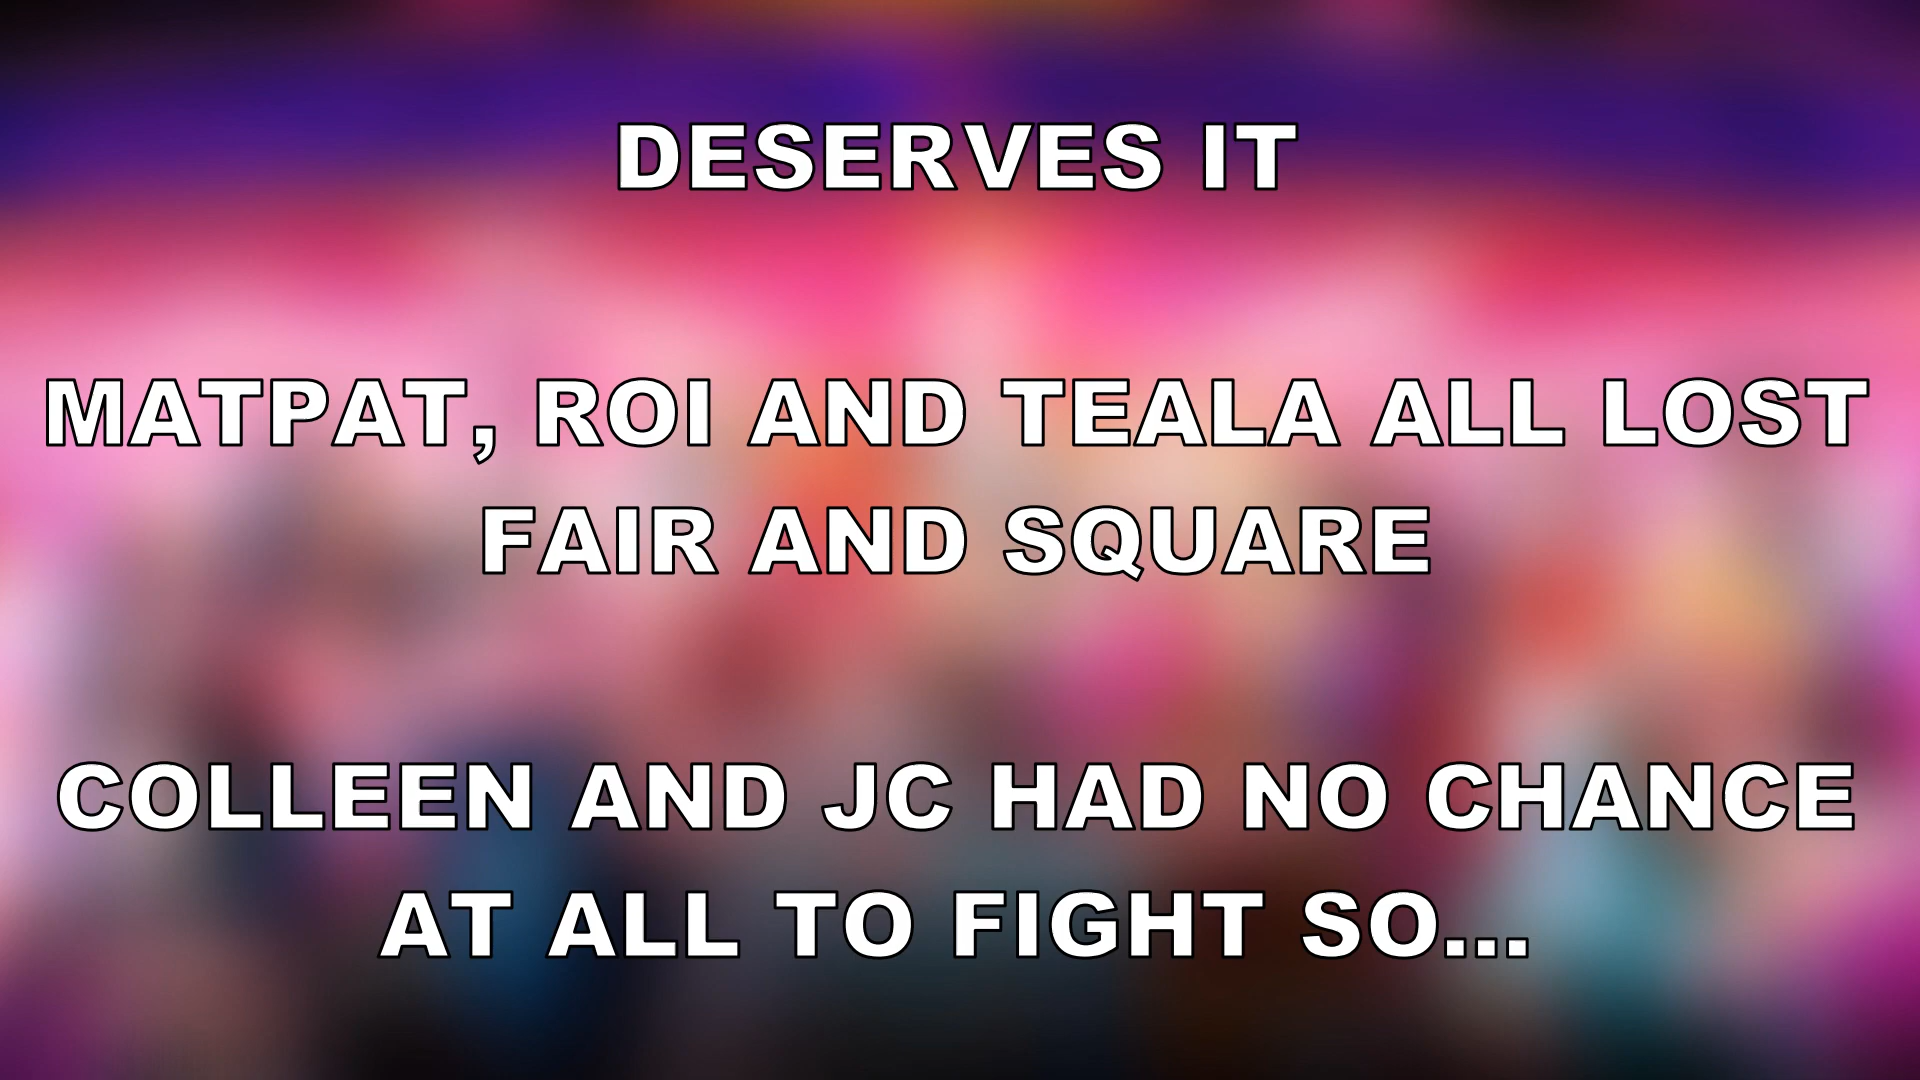 DESERVES IT
MATPAT, ROI AND TEALA ALL LOST
FAIR AND SQUARE
COLLEEN AND JC HAD NO CHANCE
AT ALL TO FIGHT SO...